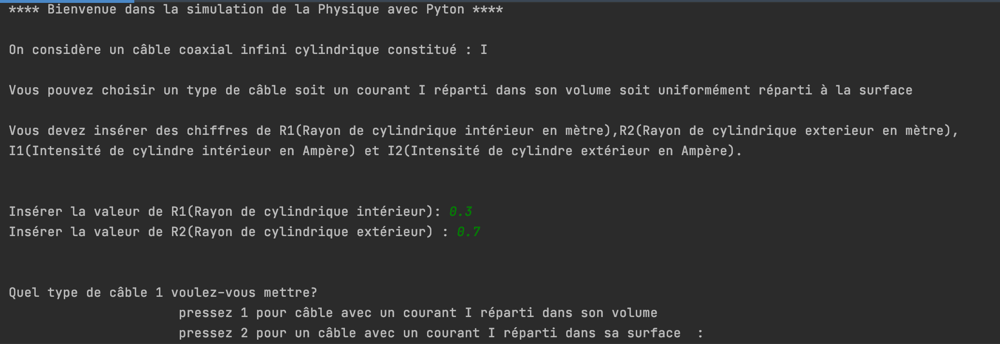 **** Bienvenue dans la simulation de la Physique avec Pyton ****
On considère un câble coaxial infini cylindrique constitué : I
Vous pouvez choisir un type de câble soit un courant I réparti dans son volume soit uniformément réparti à la surface
Vous devez insérer des chiffres de R1(Rayon de cylindrique intérieur en mètre),R2(Rayon de cylindrique exterieur en mètre),
I1(Intensité de cylindre intérieur en Ampère) et I2(Intensité de cylindre extérieur en Ampère).
Insérer la valeur de R1(Rayon de cylindrique intérieur): 0.3
Insérer la valeur de R2(Rayon de cylindrique extérieur) : 0.7
Quel type de câble 1 voulez-vous mettre?
pressez 1 pour câble avec un courant I réparti dans son volume
pressez 2 pour un câble avec un courant I réparti dans sa surface  :